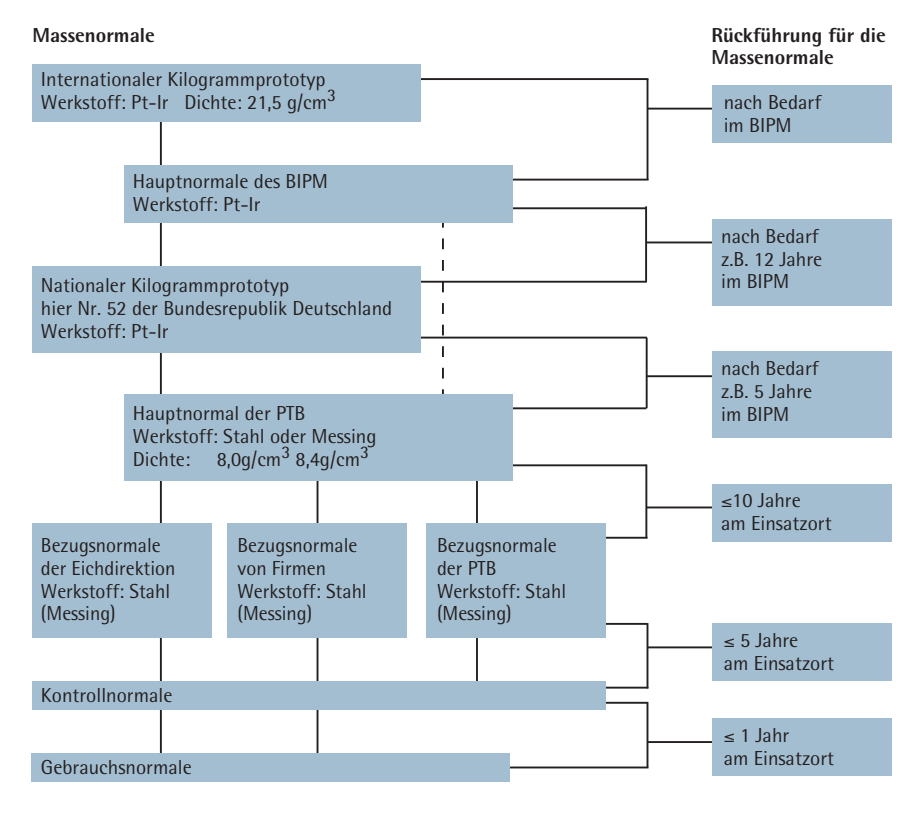 Massenormale
Rückführung für die
Massenormale
Internationaler Kilogrammprototyp
Werkstoff: Pt-Ir Dichte: 21,5 g/cm³
nach Bedarf
im BIPM
Hauptnormale des BIPM
Werkstoff: Pt-Ir
nach Bedarf
z.B. 12 Jahre
im BIPM
Nationaler Kilogrammprototyp
hier Nr. 52 der Bundesrepublik Deutschland
Werkstoff: Pt-Ir
nach Bedarf
z.B. 5 Jahre
im BIPM
Hauptnormal der PTB
Werkstoff: Stahl oder Messing
Dichte: 8,0g/cm³ 8,4g/cm³
≤10 Jahre
am Einsatzort
Bezugsnormale
der Eichdirektion
Werkstoff: Stahl
(Messing)
Bezugsnormale
von Firmen
Werkstoff: Stahl
(Messing)
Bezugsnormale
der PTB
Werkstoff: Stahl
(Messing)
≤ 5 Jahre
am Einsatzort
Kontrollnormale
≤ 1 Jahr
am Einsatzort
Gebrauchsnormale